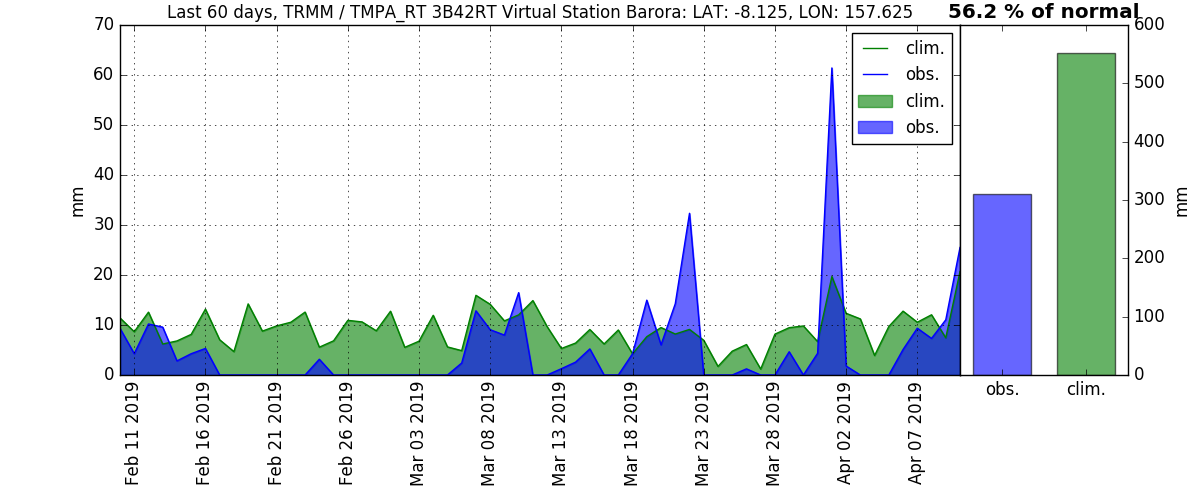 Last 60 days, TRMM / TMPA_RT 3B42RT Virtual Station Barora: LAT: -8.125, LON: 157.625
56.2 % of normal
70
60
50
40
30
20
10
0
mm
clim.
obs.
clim.
obs.
600
500
400
300
200
100
0
mm
obs.
clim.
Feb 11 2019
Feb 16 2019
Feb 21 2019
Feb 26 2019
Mar 03 2019
Mar 08 2019
Mar 13 2019
Mar 18 2019
Mar 23 2019
Mar 28 2019
Apr 02 2019
Apr 07 2019